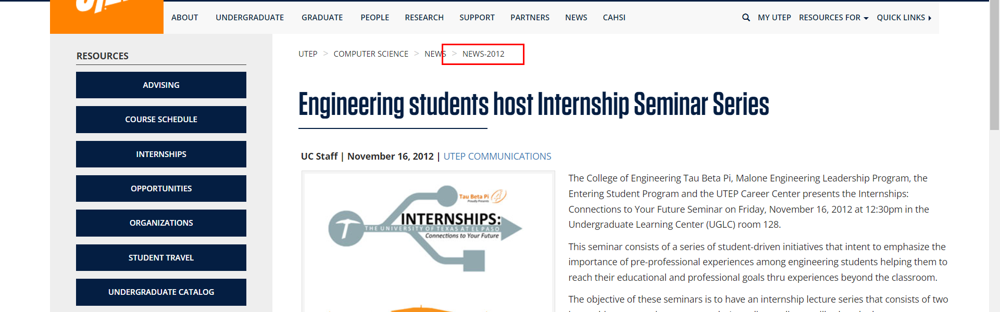 ABOUT UNDERGRADUATE GRADUATE PEOPLE RESEARCH SUPPORT PARTNERS NEWS CAHSI MY UTEP RESOURCES FOR QUICK LINKS
RESOURCES
ADVISING
COURSE SCHEDULE
INTERNSHIPS
OPPORTUNITIES
ORGANIZATIONS
STUDENT TRAVEL
UNDERGRADUATE CATALOG
UTEP > COMPUTER SCIENCE > NEWS > NEWS-2012
Engineering students host Internship Seminar Series
UC Staff | November 16, 2012 | UTEP COMMUNICATIONS
Tau Beta Pi
Proudly Presents
INTERNSHIPS:
THE UNIVERSITY OF TEXAS AT EL PASO
Connections to Your Future
The College of Engineering Tau Beta Pi, Malone Engineering Leadership Program, the
Entering Student Program and the UTEP Career Center presents the Internships:
Connections to Your Future Seminar on Friday, November 16, 2012 at 12:30pm in the
Undergraduate Learning Center (UGLC) room 128.
This seminar consists of a series of student-driven initiatives that intent to emphasize the
importance of pre-professional experiences among engineering students helping them to
reach their educational and professional goals thru experiences beyond the classroom.
The objective of these seminars is to have an internship lecture series that consists of two